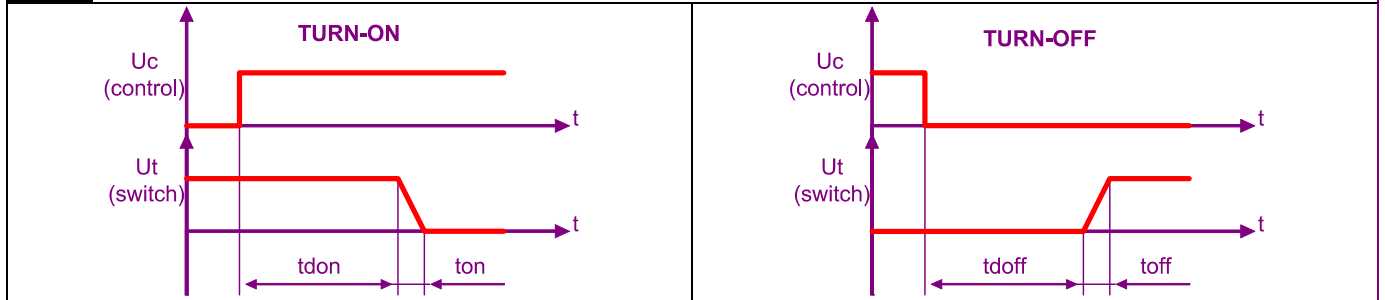 TURN-ON
Uc
(control)
t
Ut
(switch)
t
tdon
ton
TURN-OFF
Uc
(control)
t
Ut
(switch)
t
tdoff
toff